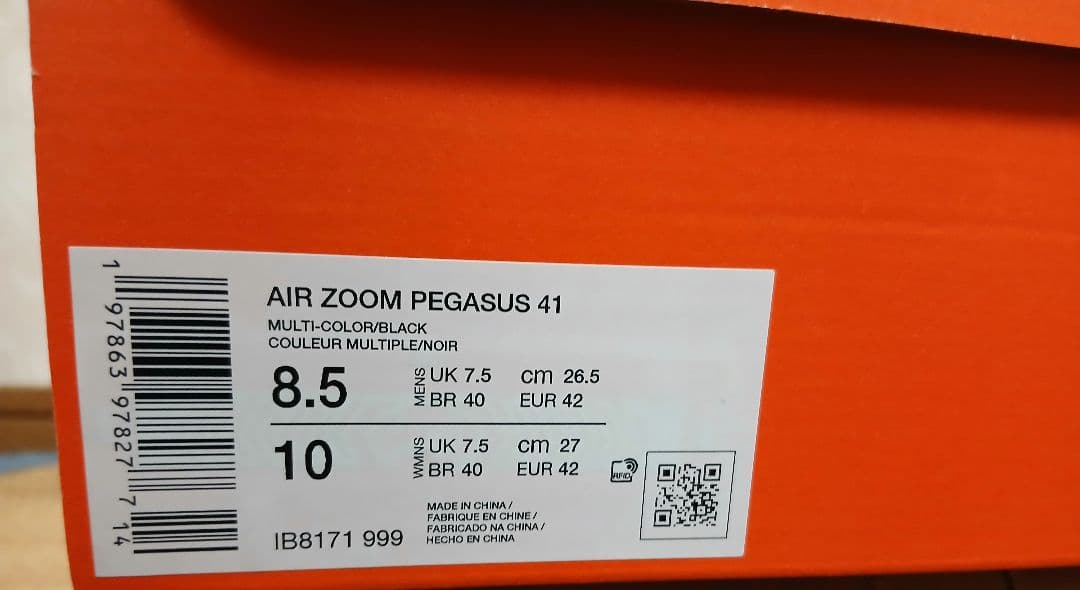 AIR ZOOM PEGASUS 41
MULTI-COLOR/BLACK
COULEUR MULTIPLE/NOIR
8.5
MENS
UK 7.5 cm 26.5
BR 40 EUR 42
10
WMNS
UK 7.5 cm 27
BR 40 EUR 42
RFID
MADE IN CHINA /
FABRIQUE EN CHINE /
FABRICADO NA CHINA /
HECHO EN CHINA
IB8171 999
1 97863 97827 7 14